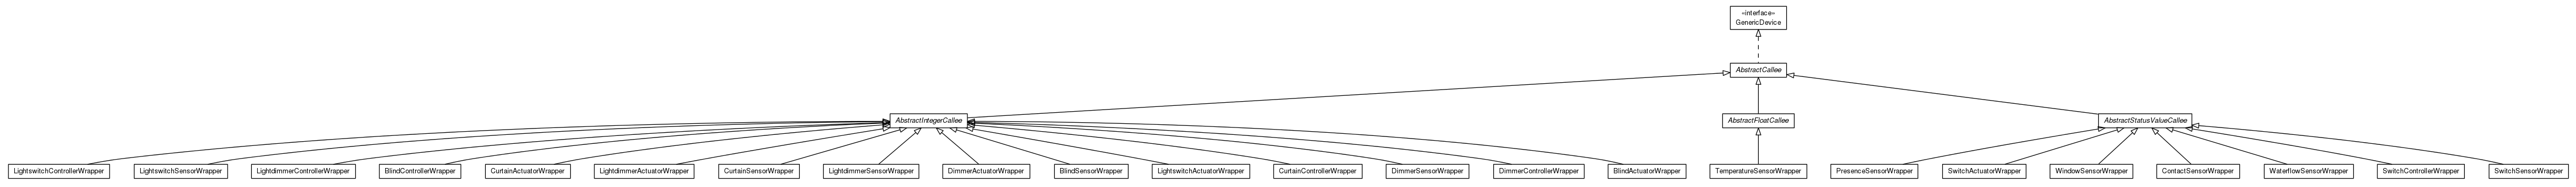 «interface»
GenericDevice
AbstractCallee
AbstractIntegerCallee
AbstractFloatCallee
AbstractStatusValueCallee
LightswitchControllerWrapper
LightswitchSensorWrapper
LightdimmerControllerWrapper
BlindControllerWrapper
CurtainActuatorWrapper
LightdimmerActuatorWrapper
CurtainSensorWrapper
LightdimmerSensorWrapper
DimmerActuatorWrapper
BlindSensorWrapper
LightswitchActuatorWrapper
CurtainControllerWrapper
DimmerSensorWrapper
DimmerControllerWrapper
BlindActuatorWrapper
TemperatureSensorWrapper
PresenceSensorWrapper
SwitchActuatorWrapper
WindowSensorWrapper
ContactSensorWrapper
WaterflowSensorWrapper
SwitchControllerWrapper
SwitchSensorWrapper